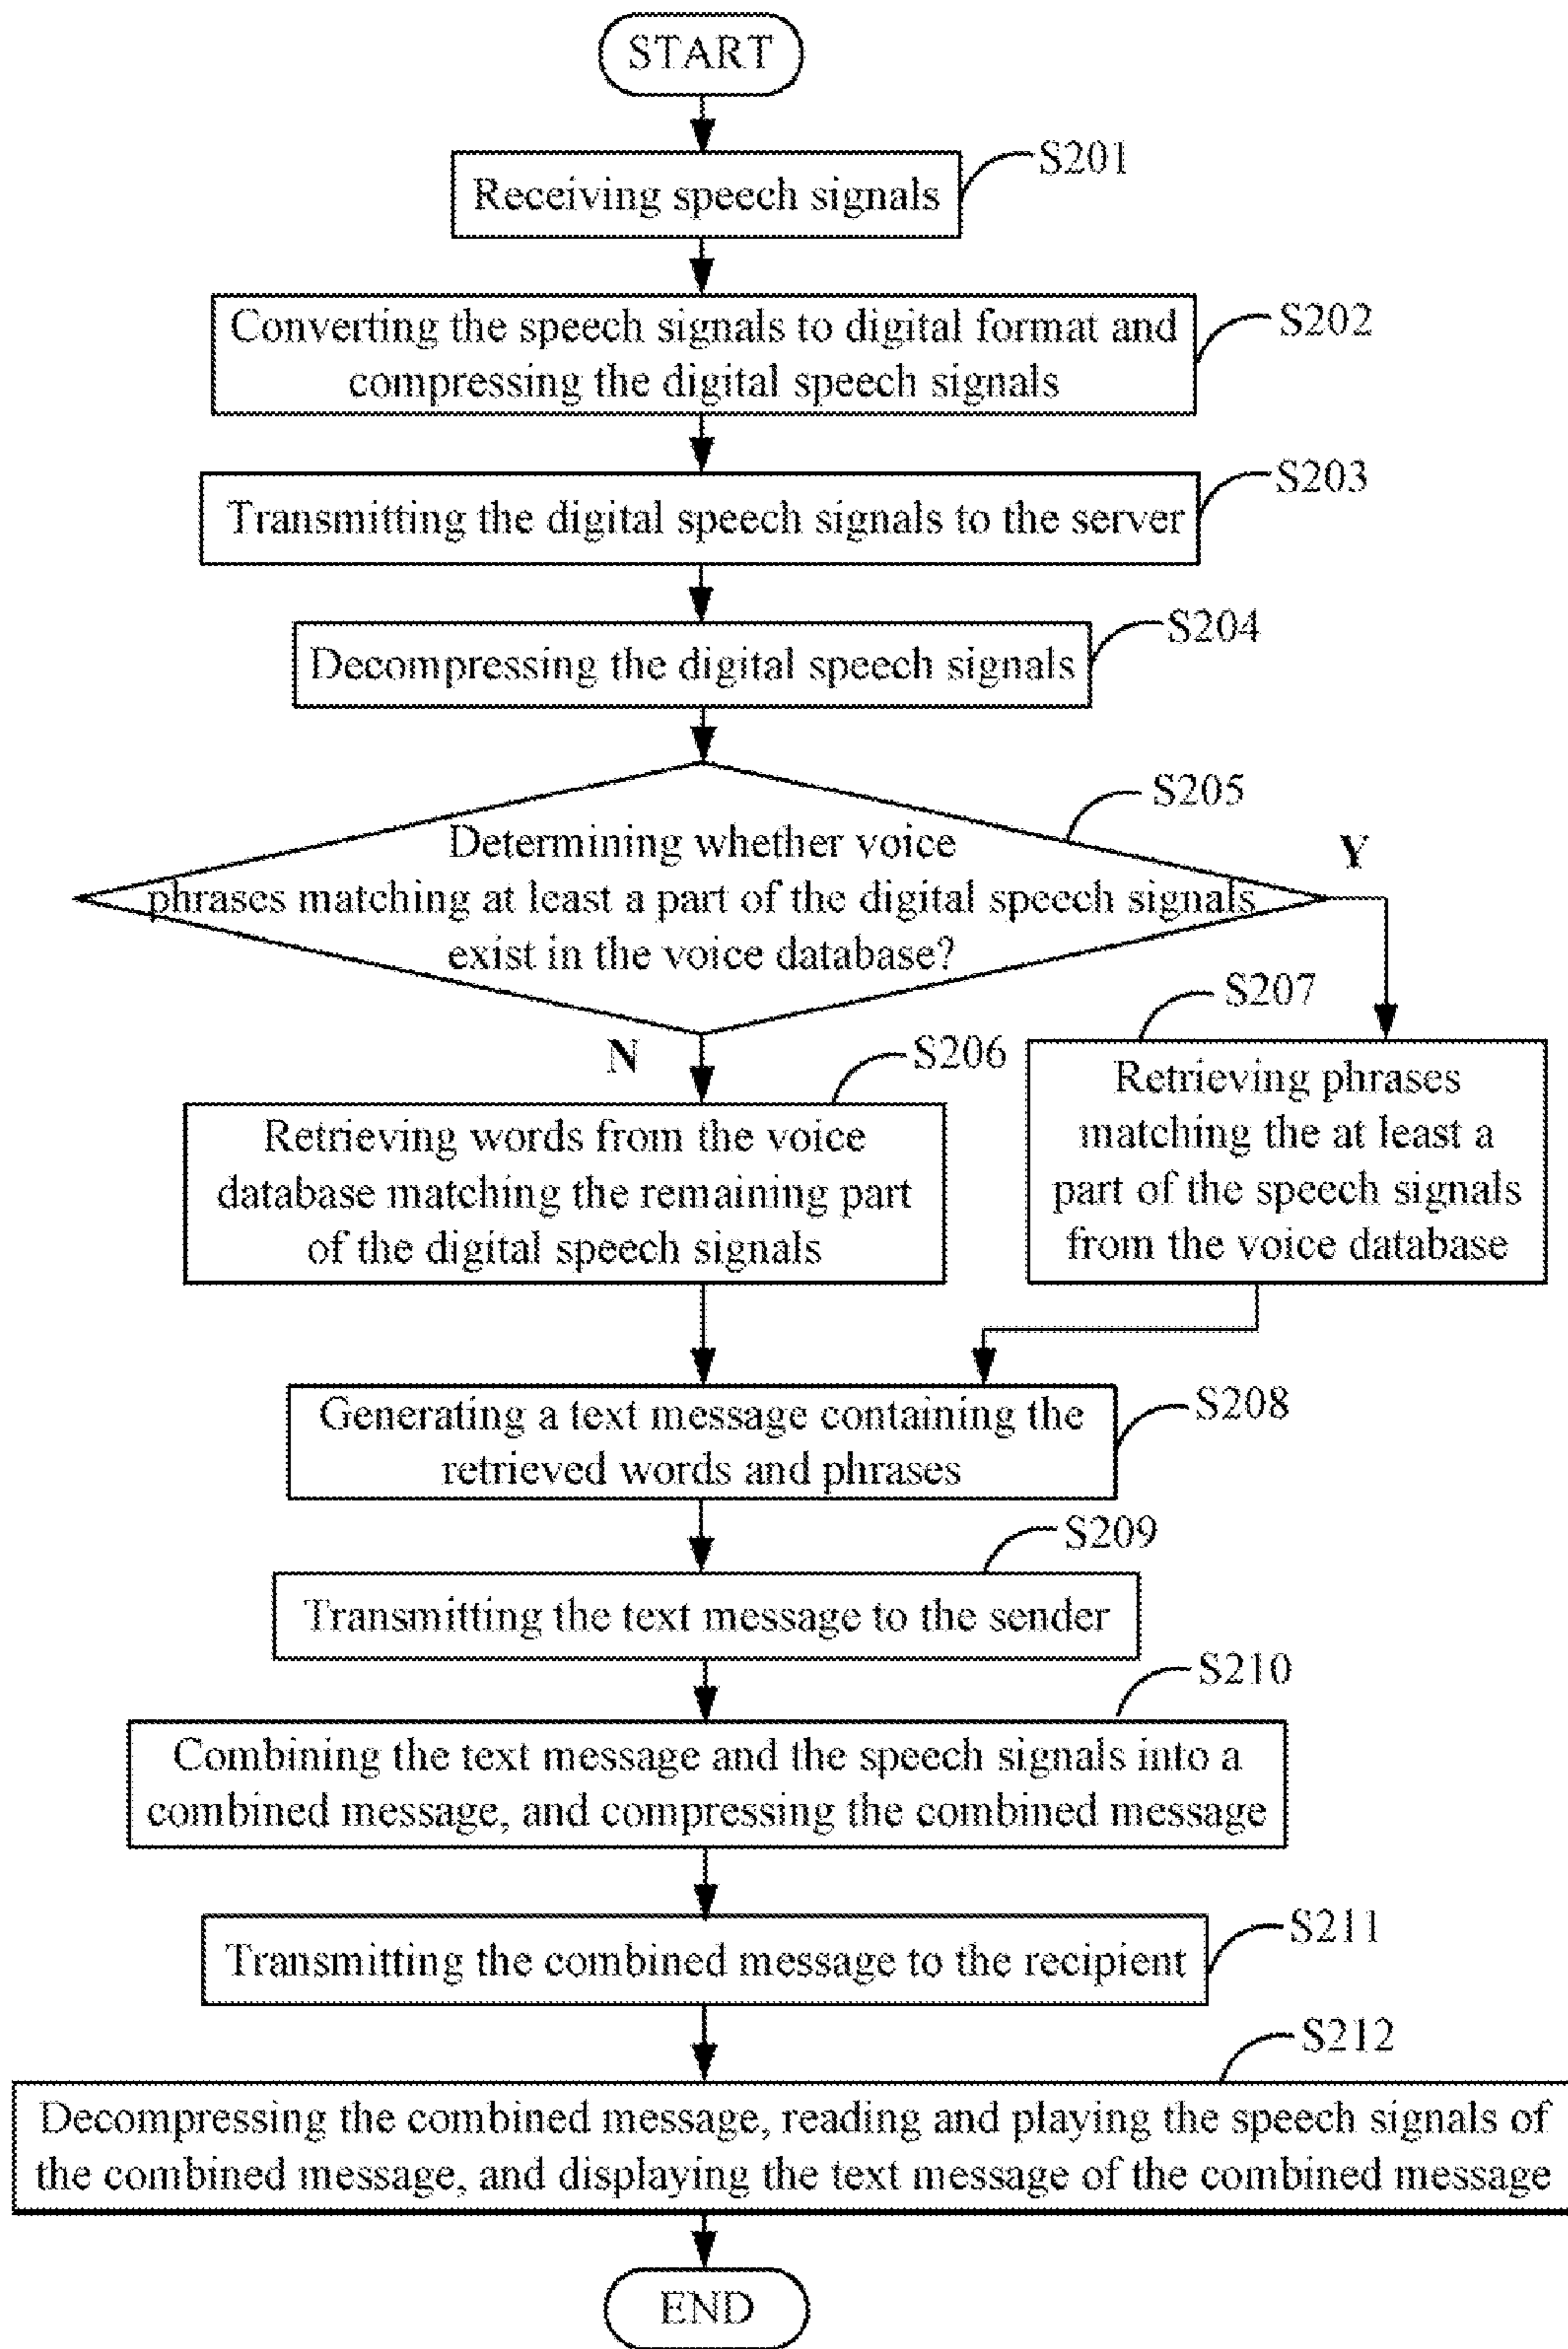 START
S201
Receiving speech signals
S202
Converting the speech signals to digital format and
compressing the digital speech signals
S203
Transmitting the digital speech signals to the server
S204
Decompressing the digital speech signals
S205
Determining whether voice
phrases matching at least a part of the digital speech signals
exist in the voice database?
Y
N
S206
Retrieving words from the voice
database matching the remaining part
of the digital speech signals
S207
Retrieving phrases
matching the at least a
part of the speech signals
from the voice database
S208
Generating a text message containing the
retrieved words and phrases
S209
Transmitting the text message to the sender
S210
Combining the text message and the speech signals into a
combined message, and compressing the combined message
S211
Transmitting the combined message to the recipient
S212
Decompressing the combined message, reading and playing the speech signals of
the combined message, and displaying the text message of the combined message
END